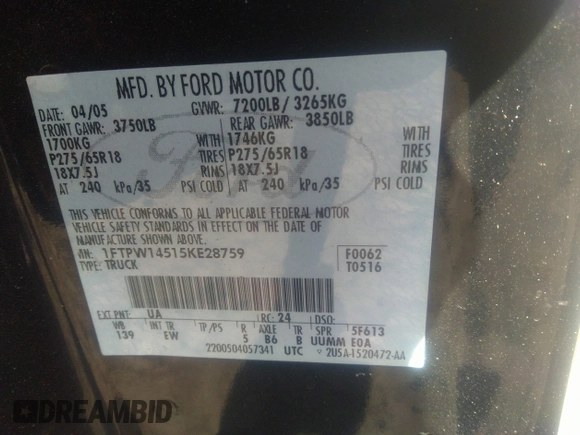 MFD. BY FORD MOTOR CO.
DATE: 04/05 GVWR: 7200LB/ 3265KG
FRONT GAWR: 3750LB REAR GAWR: 3850LB
1700KG WITH 1746KG WITH
P275/65R18 TIRES P275/65R18 TIRES
18X7.5J RIMS 18X7.5J RIMS
AT 240 kPa/35 PSI COLD AT 240 kPa/35 PSI COLD
THIS VEHICLE CONFORMS TO ALL APPLICABLE FEDERAL MOTOR
VEHICLE SAFETY STANDARDS IN EFFECT ON THE DATE OF MANUFACTURE
SHOWN ABOVE.
VIN: 1FTPW14515KE28759 F0062
TYPE: TRUCK T0516
EXT PNT: UA RC: 24 DSO:
WB INT TR TP/PS R AXLE TR SPR 5F613
139 EW 5 B6 B UUMM E0A
2200504057341 UTC 2U5A-1520472-AA
Ford
DREAMBID